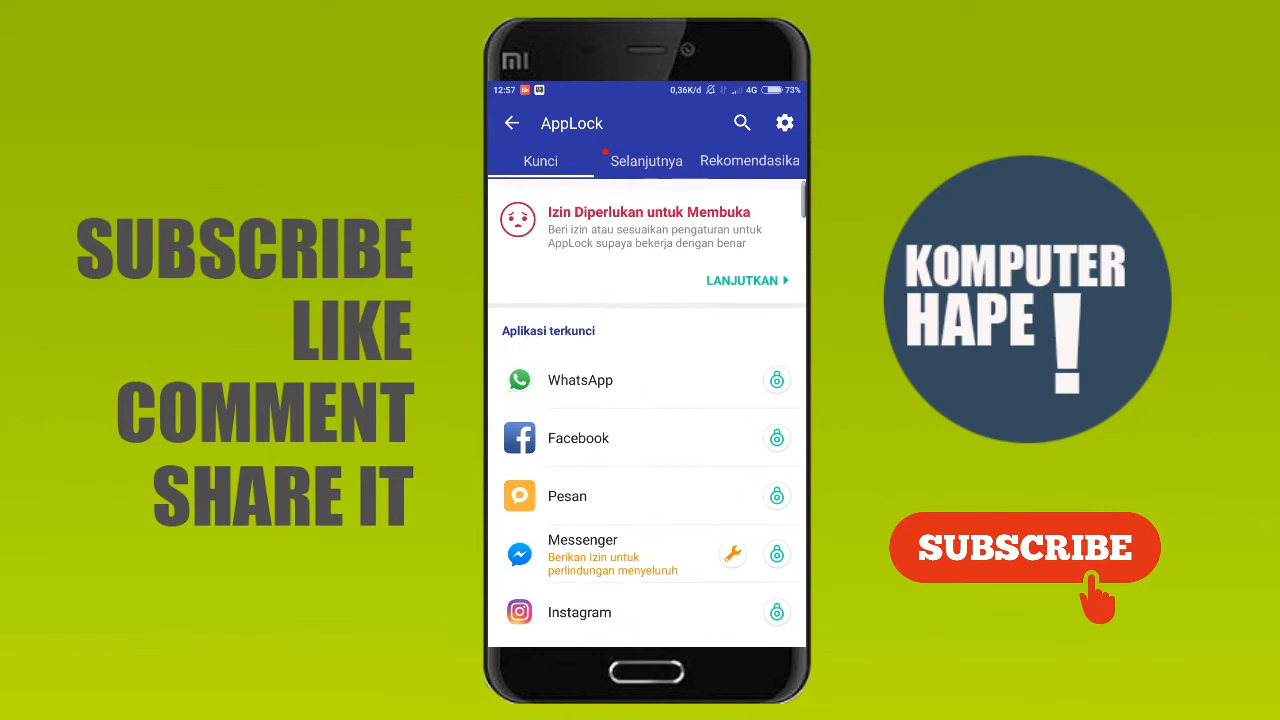 SUBSCRIBE
LIKE
COMMENT
SHARE IT
mi
12:57
0,36K/d
4G
73%
AppLock
Kunci
Selanjutnya
Rekomendasika
Izin Diperlukan untuk Membuka
Beri izin atau sesuaikan pengaturan untuk
AppLock supaya bekerja dengan benar
LANJUTKAN
Aplikasi terkunci
WhatsApp
Facebook
Pesan
Messenger
Berikan Izin untuk
perlindungan menyeluruh
Instagram
KOMPUTER
HAPE !
SUBSCRIBE